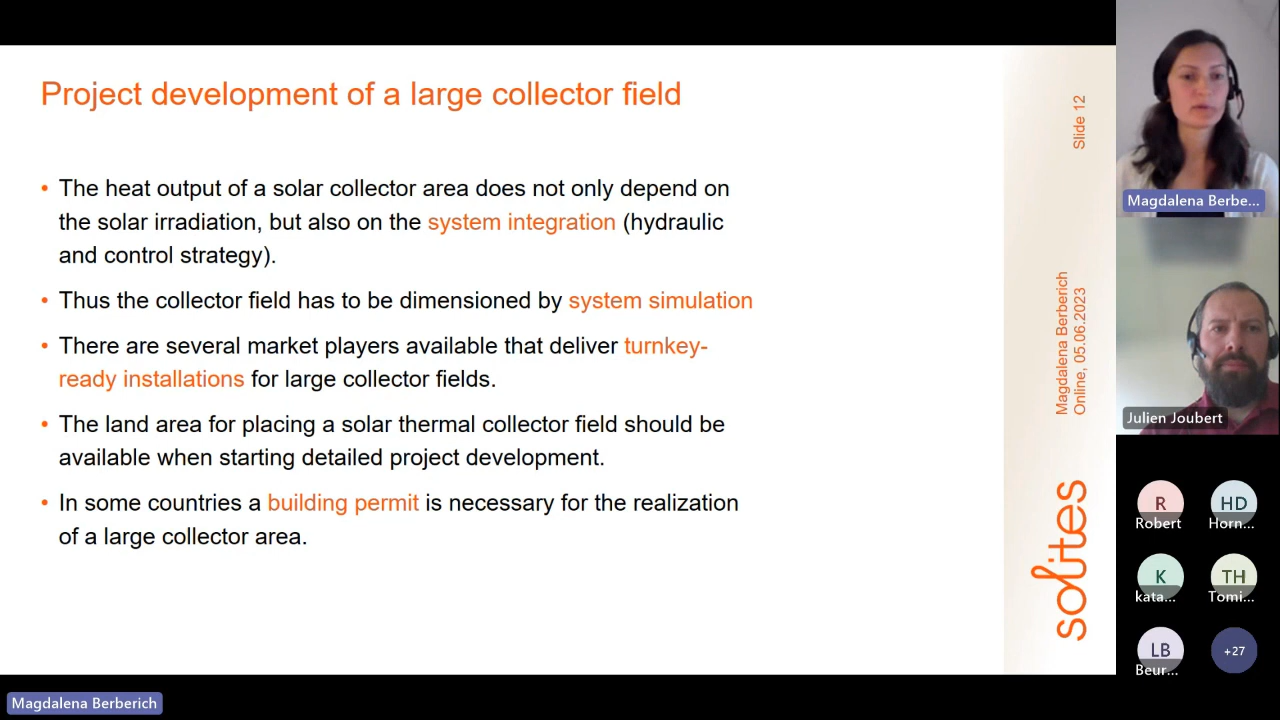 Project development of a large collector field
• The heat output of a solar collector area does not only depend on
the solar irradiation, but also on the system integration (hydraulic
and control strategy).
• Thus the collector field has to be dimensioned by system simulation
• There are several market players available that deliver turnkey-
ready installations for large collector fields.
• The land area for placing a solar thermal collector field should be
available when starting detailed project development.
• In some countries a building permit is necessary for the realization
of a large collector area.
Slide 12
Magdalena Berberich
Online, 05.06.2023
solites
Magdalena Berbe...
Julien Joubert
R
Robert
HD
Horn...
K
kata...
TH
Tomi...
LB
Beur...
+27
Magdalena Berberich